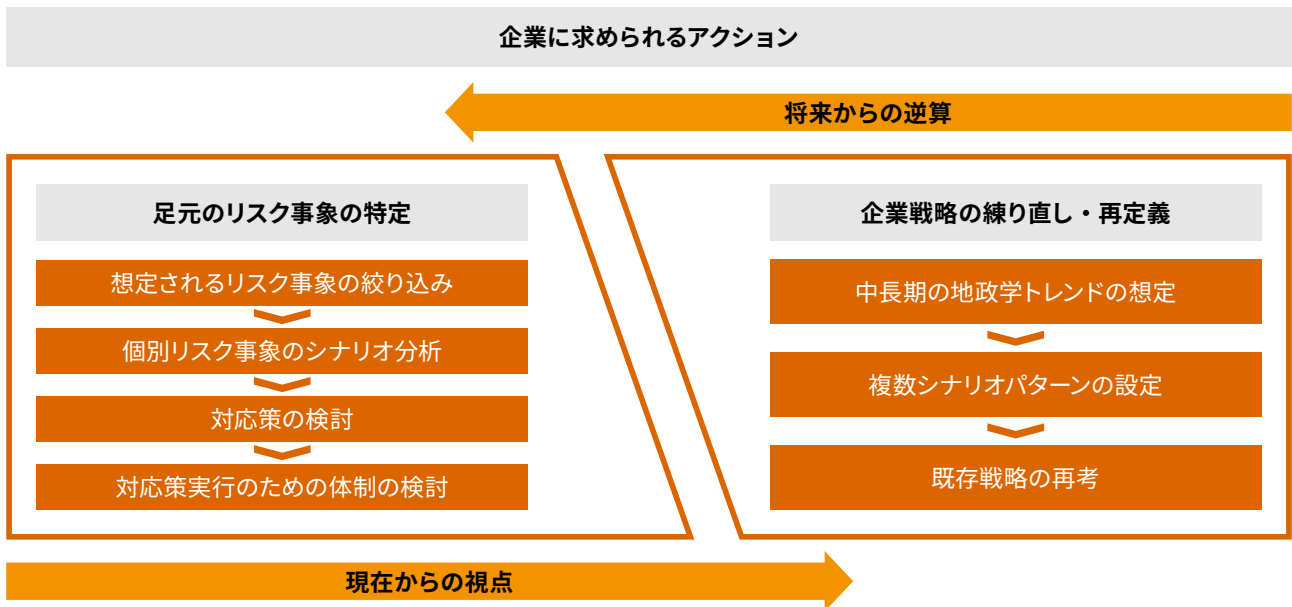 企業に求められるアクション
将来からの逆算
足元のリスク事象の特定
想定されるリスク事象の絞り込み
個別リスク事象のシナリオ分析
対応策の検討
対応策実行のための体制の検討
企業戦略の練り直し・再定義
中長期の地政学トレンドの想定
複数シナリオパターンの設定
既存戦略の再考
現在からの視点